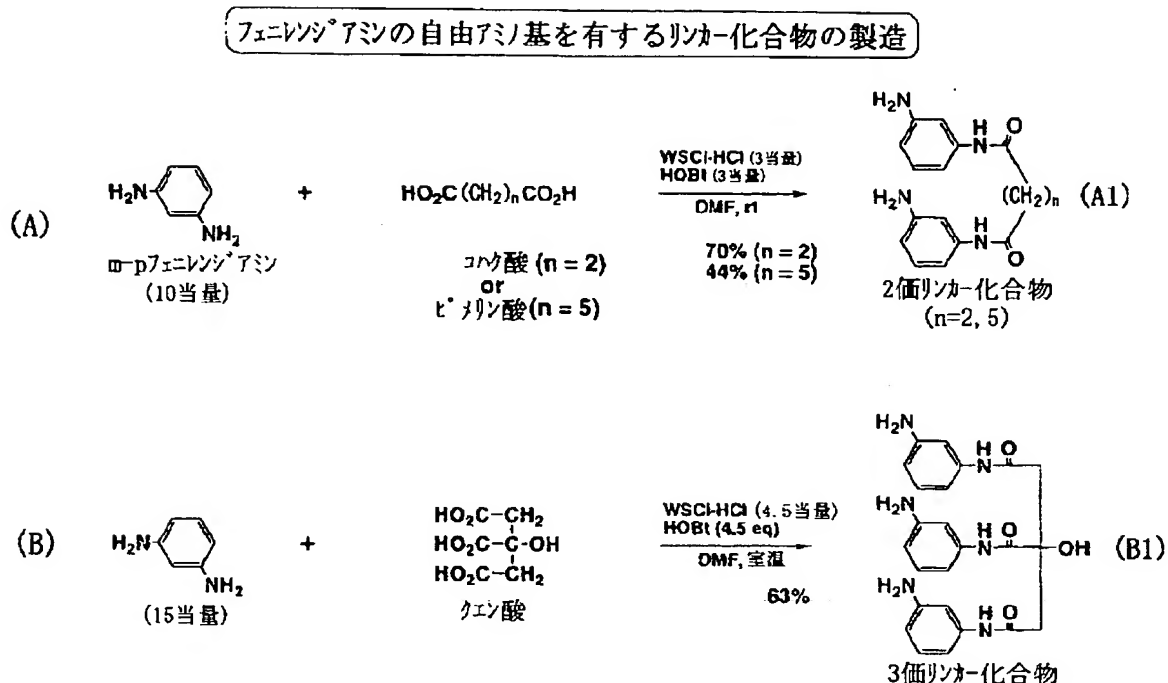 フェニレンジアミンの自由アミノ基を有するリンカー化合物の製造
(A)
H₂N
NH₂
m-pフェニレンジアミン
(10当量)
+
HO₂C(CH₂)ₙCO₂H
コハク酸 (n = 2)
or
ピメリン酸 (n = 5)
WSCI-HCl (3当量)
HOBt (3当量)
DMF, rt
70% (n = 2)
44% (n = 5)
H₂N
H
N
O
(CH₂)ₙ
H₂N
H
N
O
(A1)
2価リンカー化合物
(n=2, 5)
(B)
H₂N
NH₂
(15当量)
+
HO₂C-CH₂
HO₂C-C-OH
HO₂C-CH₂
クエン酸
WSCI-HCl (4.5当量)
HOBt (4.5 eq)
DMF, 室温
63%
H₂N
H O
N
H₂N
H O
N
OH
H₂N
H O
N
(B1)
3価リンカー化合物